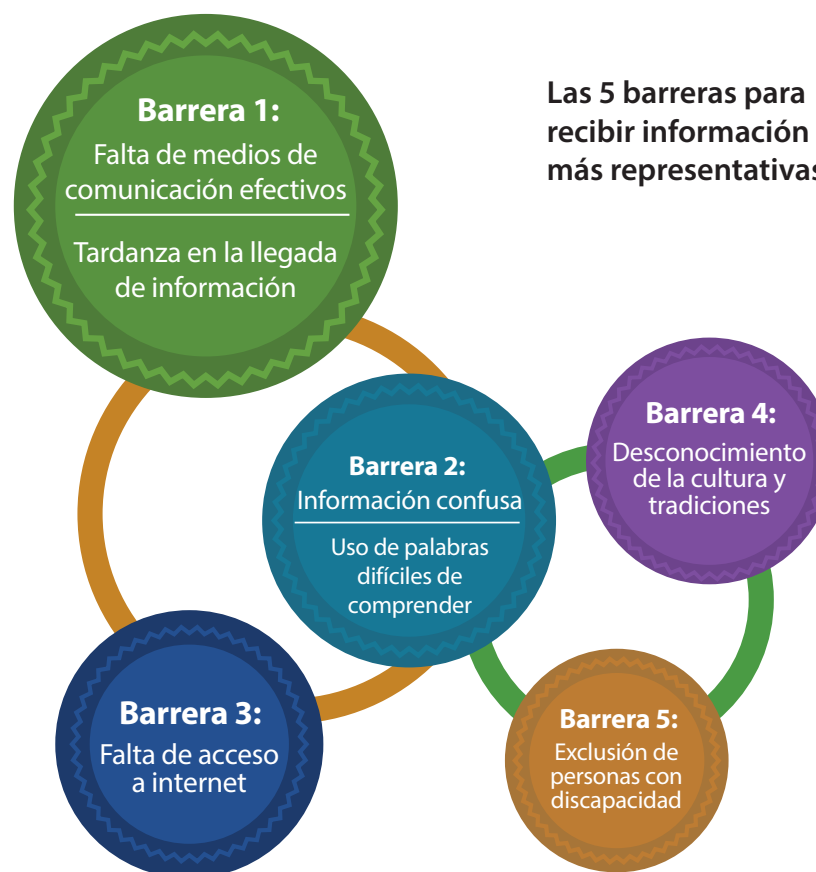 Las 5 barreras para
recibir información
más representativas
Barrera 1:
Falta de medios de
comunicación efectivos
Tardanza en la llegada
de información
Barrera 2:
Información confusa
Uso de palabras
difíciles de
comprender
Barrera 3:
Falta de acceso
a internet
Barrera 4:
Desconocimiento
de la cultura y
tradiciones
Barrera 5:
Exclusión de
personas con
discapacidad